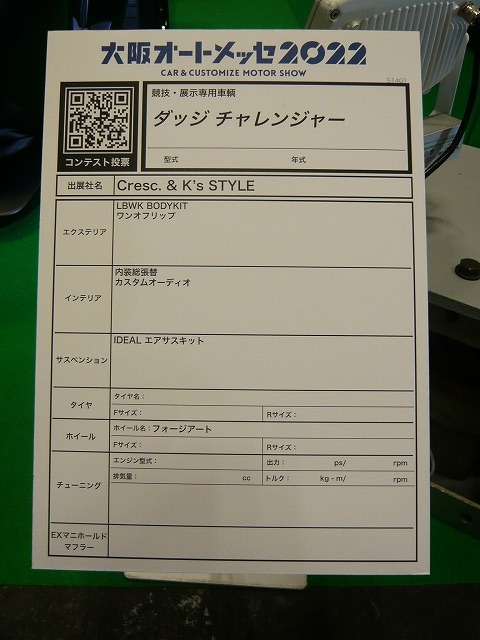 大阪オートメッセ2022
CAR & CUSTOMIZE MOTOR SHOW
51401
コンテスト投票
競技・展示専用車輌
ダッジ チャレンジャー
型式 年式
出展社名 Cresc. & K's STYLE
エクステリア LBWK BODYKIT
ワンオフリップ
インテリア 内装総張替
カスタムオーディオ
サスペンション IDEAL エアサスキット
タイヤ タイヤ名：
Fサイズ： Rサイズ：
ホイール ホイール名：フォージアート
Fサイズ： Rサイズ：
チューニング エンジン型式： 出力： ps/ rpm
排気量： cc トルク： kg - m/ rpm
EXマニホールド
マフラー